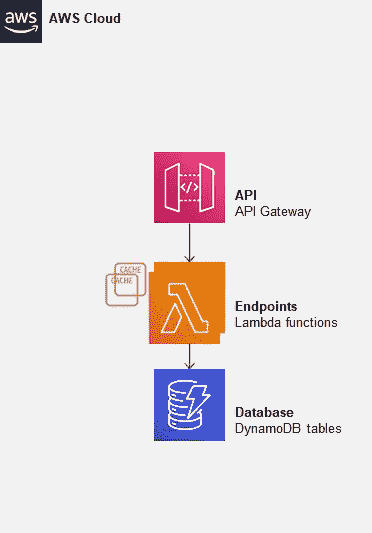 aws
AWS Cloud
API
API Gateway
CACHE
CACHE
Endpoints
Lambda functions
Database
DynamoDB tables